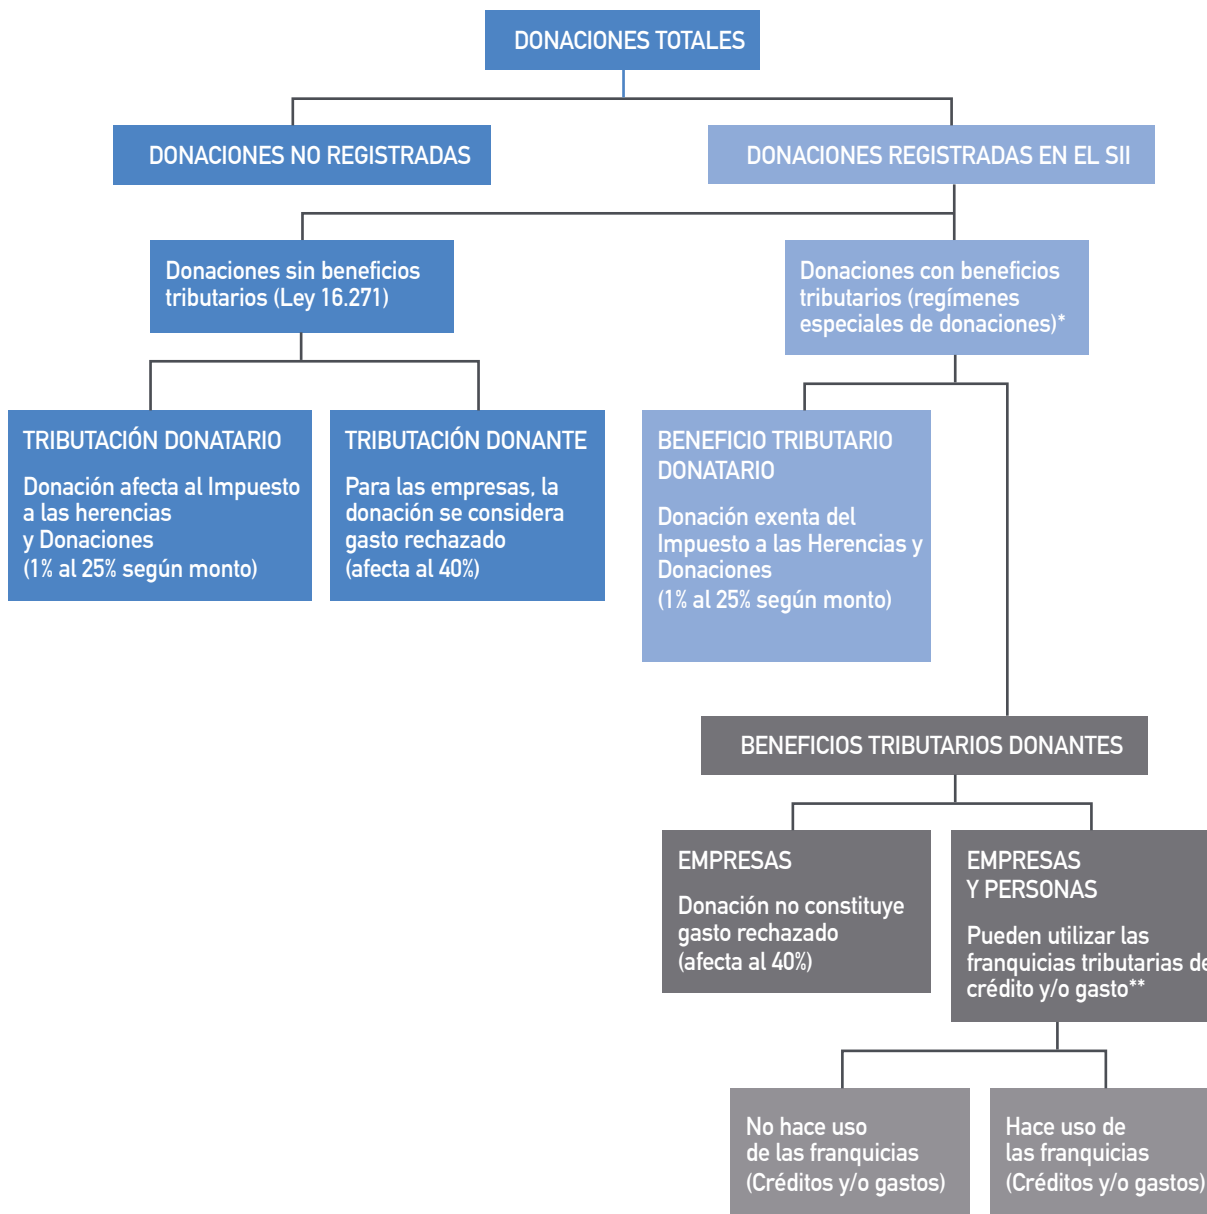 DONACIONES TOTALES
DONACIONES NO REGISTRADAS
DONACIONES REGISTRADAS EN EL SII
Donaciones sin beneficios
tributarios (Ley 16.271)
Donaciones con beneficios
tributarios (regímenes
especiales de donaciones)*
TRIBUTACIÓN DONATARIO
Donación afecta al Impuesto
a las herencias
y Donaciones
(1% al 25% según monto)
TRIBUTACIÓN DONANTE
Para las empresas, la
donación se considera
gasto rechazado
(afecta al 40%)
BENEFICIO TRIBUTARIO
DONATARIO
Donación exenta del
Impuesto a las Herencias y
Donaciones
(1% al 25% según monto)
BENEFICIOS TRIBUTARIOS DONANTES
EMPRESAS
Donación no constituye
gasto rechazado
(afecta al 40%)
EMPRESAS
Y PERSONAS
Pueden utilizar las
franquicias tributarias de
crédito y/o gasto**
No hace uso
de las franquicias
(Créditos y/o gastos)
Hace uso de
las franquicias
(Créditos y/o gastos)